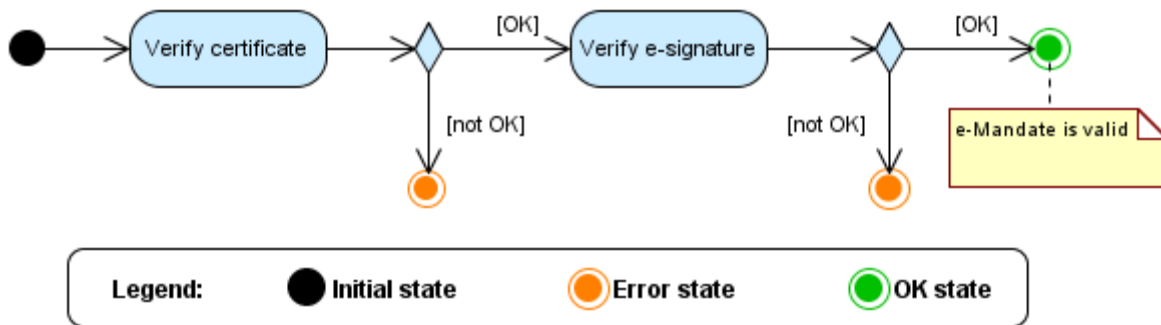 [OK]
[OK]
Verify certificate
Verify e-signature
[not OK]
[not OK]
e-Mandate is valid
Legend:
Initial state
Error state
OK state